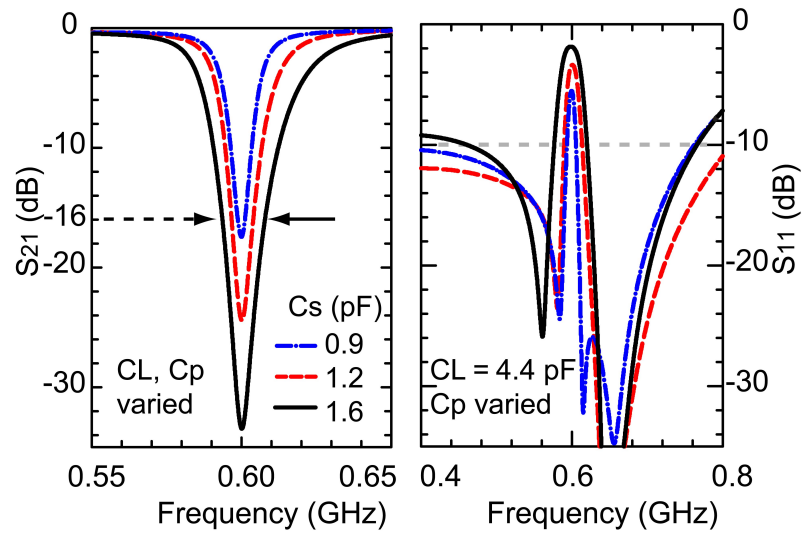 0
-10
-16
-20
-30
S21 (dB)
Cs (pF)
0.9
1.2
1.6
CL, Cp
varied
0.55
0.60
0.65
Frequency (GHz)
0
-10
-20
-30
S11 (dB)
CL = 4.4 pF
Cp varied
0.4
0.6
0.8
Frequency (GHz)